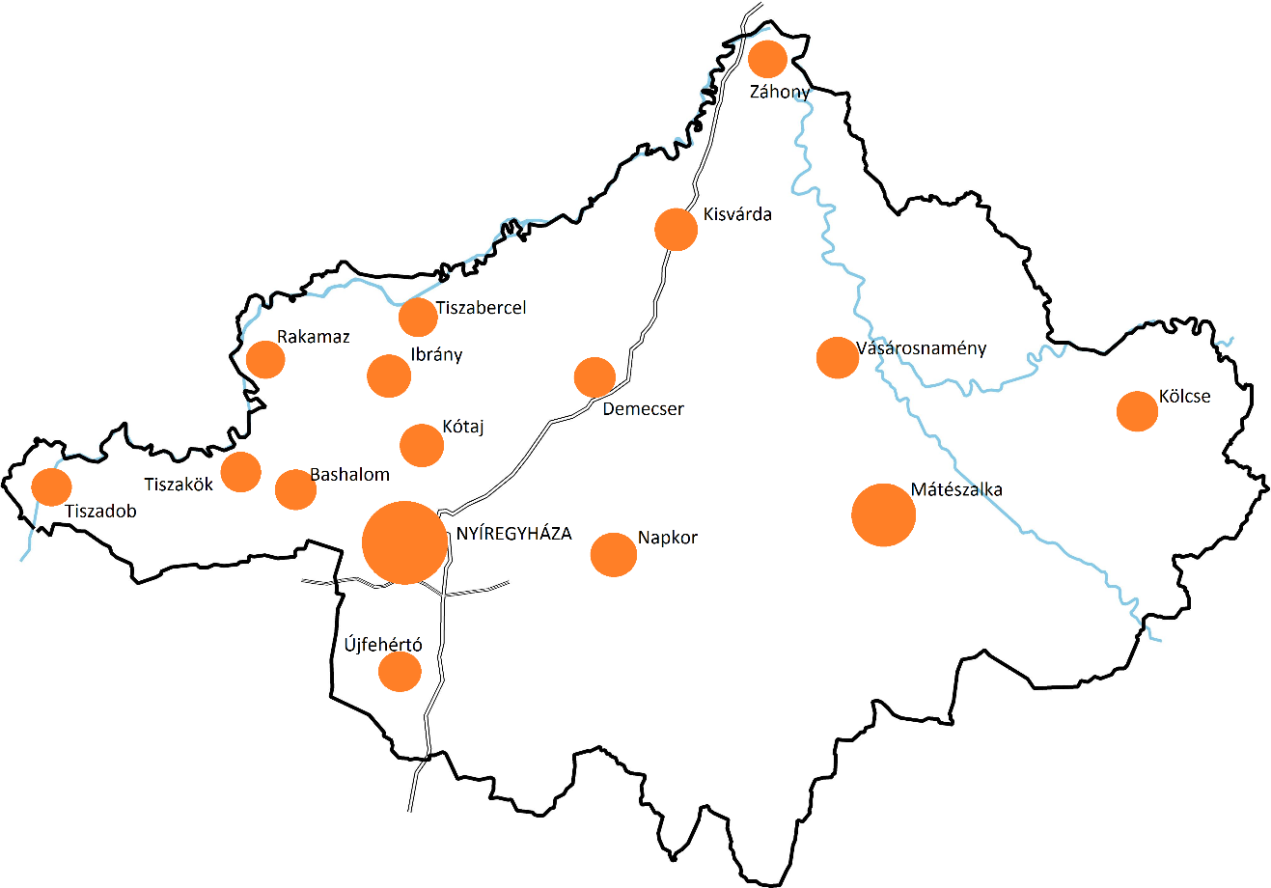 Záhony
Kisvárda
Tiszabercel
Rakamaz
Ibrány
Vásárosnamény
Kölcse
Demecser
Kótaj
Bashalom
Tiszakök
Mátészalka
Tiszadob
NYÍREGYHÁZA
Napkor
Újfehértó